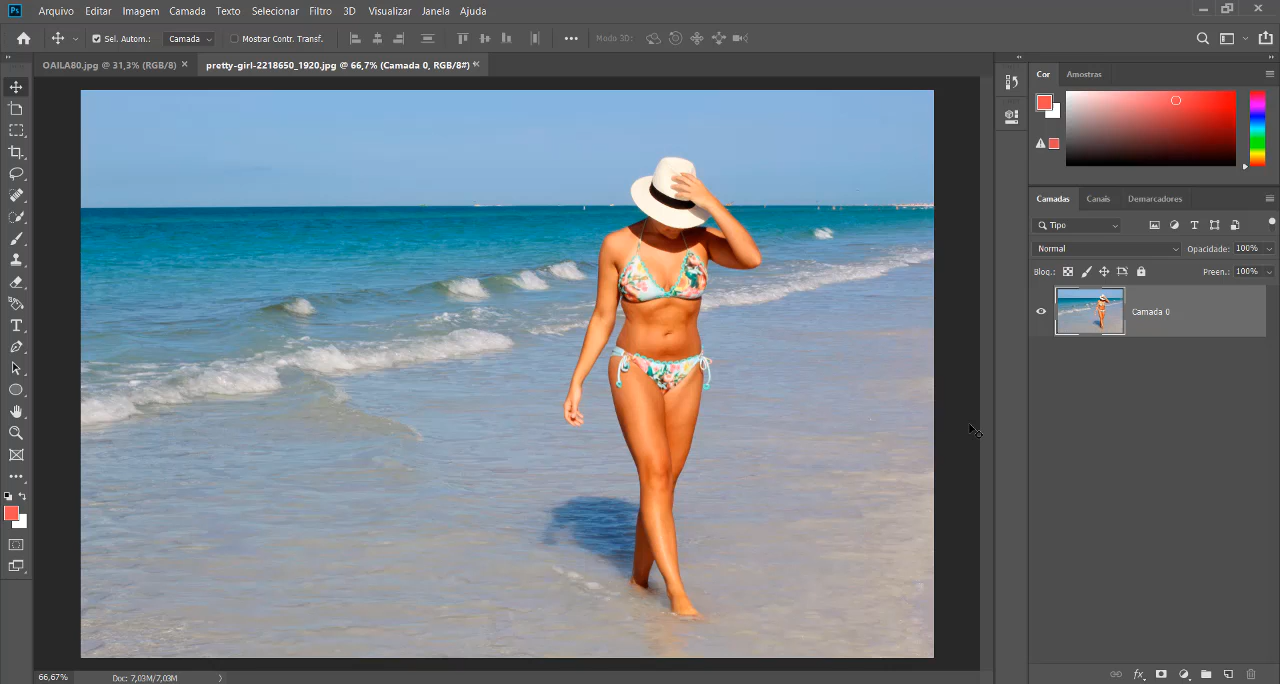 Ps Arquivo Editar Imagem Camada Texto Selecionar Filtro 3D Visualizar Janela Ajuda
Sel. Autom.: Camada Mostrar Contr. Transf. Modo 3D:
OAILA80.jpg @ 31,3% (RGB/8) × pretty-girl-2218650_1920.jpg @ 66,7% (Camada 0, RGB/8#) ×
Cor Amostras
Camadas Canais Demarcadores
Tipo
Normal Opacidade: 100%
Bloq.: Preen.: 100%
Camada 0
66,67% Doc: 7,03M/7,03M
fx